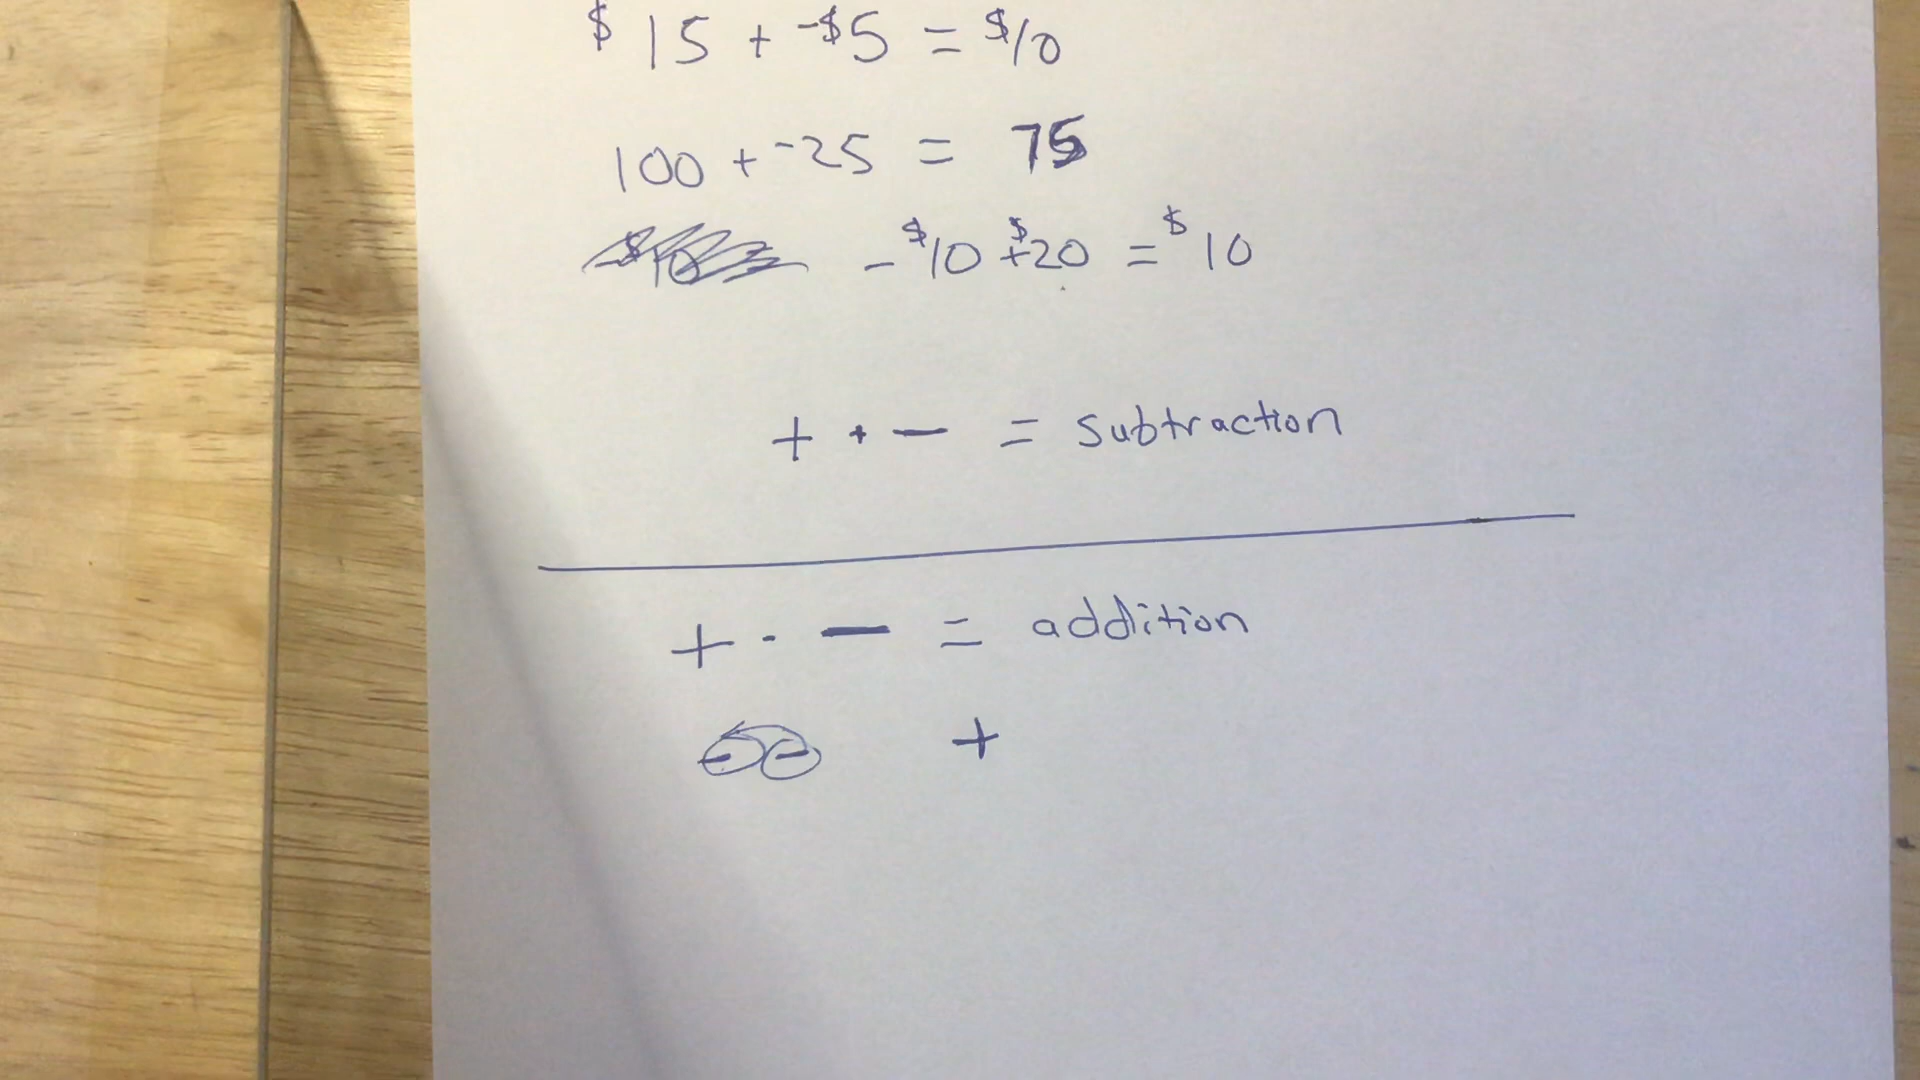 $15 + -$5 = $10
100 + -25 = 75
-$10 + $20 = $10
+ + - = subtraction
+ - - = addition
- - +